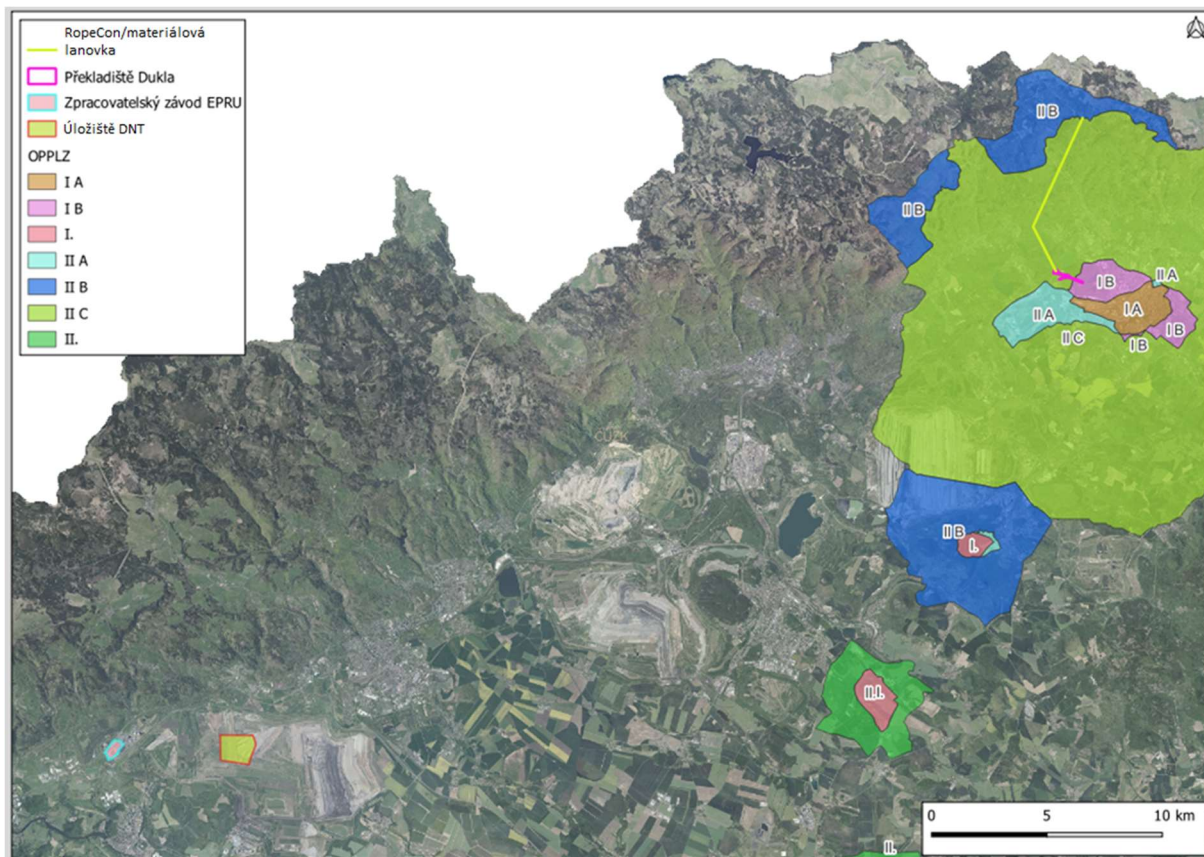 RopeCon/materiálová
lanovka
Překladiště Dukla
Zpracovatelský závod EPRU
Úložiště DNT
OPPLZ
I A
I B
I.
II A
II B
II C
II.
II B
II B
I B
II A
I A
II A
I B
II C
I B
II B
I.
II.I.
0 5 10 km
II.